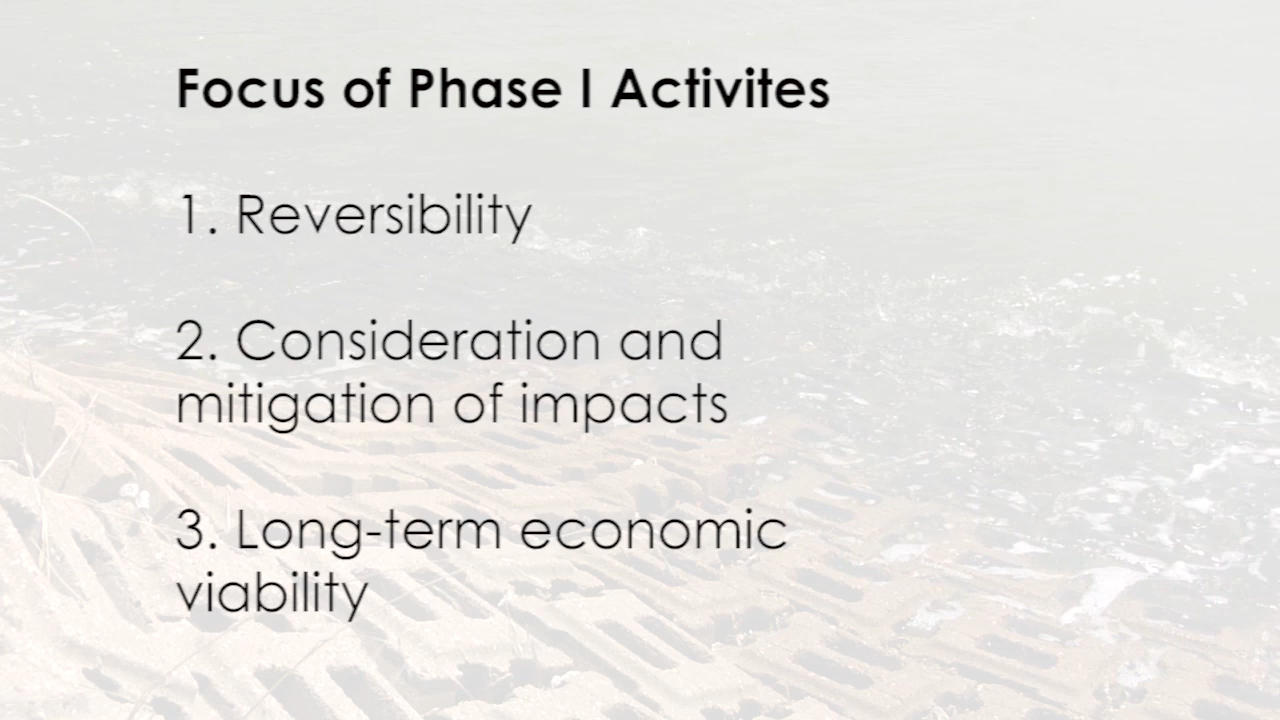 Focus of Phase I Activites
1. Reversibility
2. Consideration and
mitigation of impacts
3. Long-term economic
viability